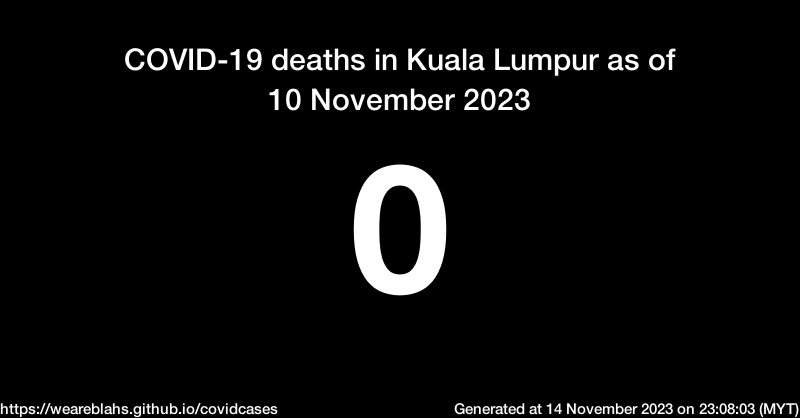 COVID-19 deaths in Kuala Lumpur as of
10 November 2023
0
https://weareblahs.github.io/covidcases
Generated at 14 November 2023 on 23:08:03 (MYT)